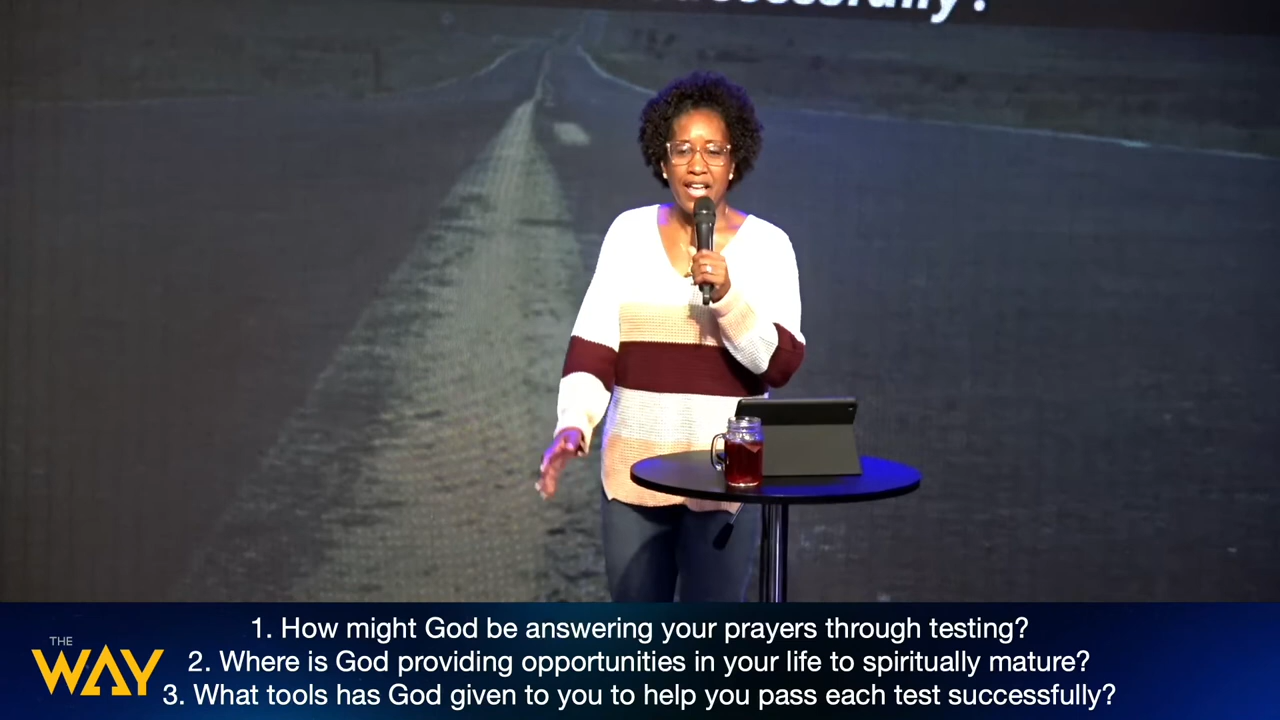 1. How might God be answering your prayers through testing?
THE
WAY
2. Where is God providing opportunities in your life to spiritually mature?
3. What tools has God given to you to help you pass each test successfully?